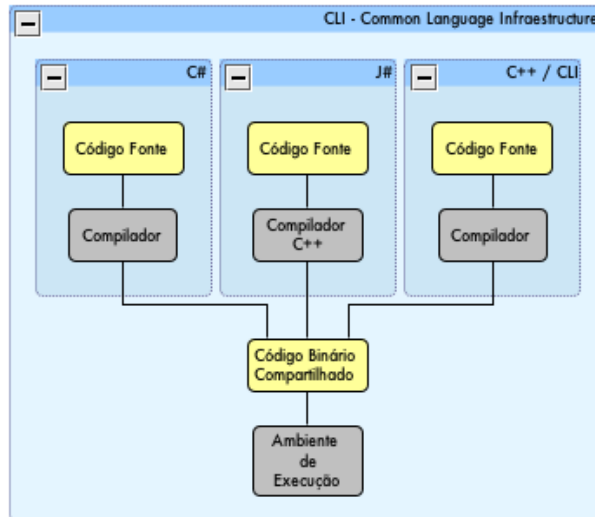 CLI - Common Language Infraestructure
C#
J#
C++ / CLI
Código Fonte
Código Fonte
Código Fonte
Compilador
Compilador
C++
Compilador
Código Binário
Compartilhado
Ambiente
de
Execução